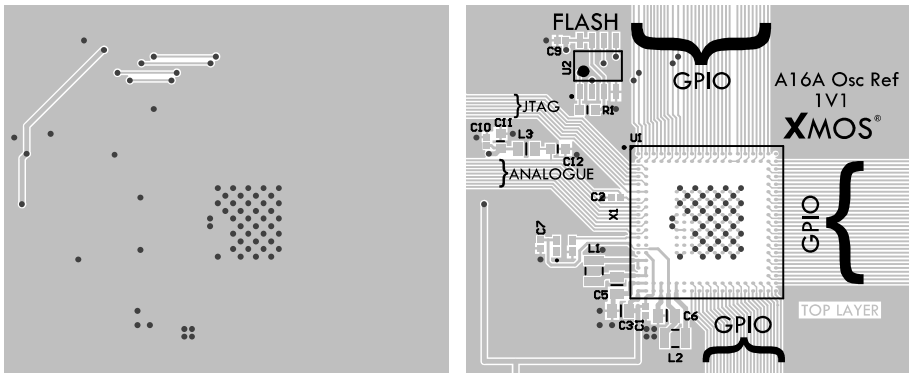 FLASH
C9
U2
GPIO
A16A Osc Ref
1V1
XMOS®
R1
JTAG
U1
C10
C11
L3
C12
ANALOGUE
C2
X1
GPIO
C7
L1
C5
C3
C1
C6
L2
GPIO
TOP LAYER